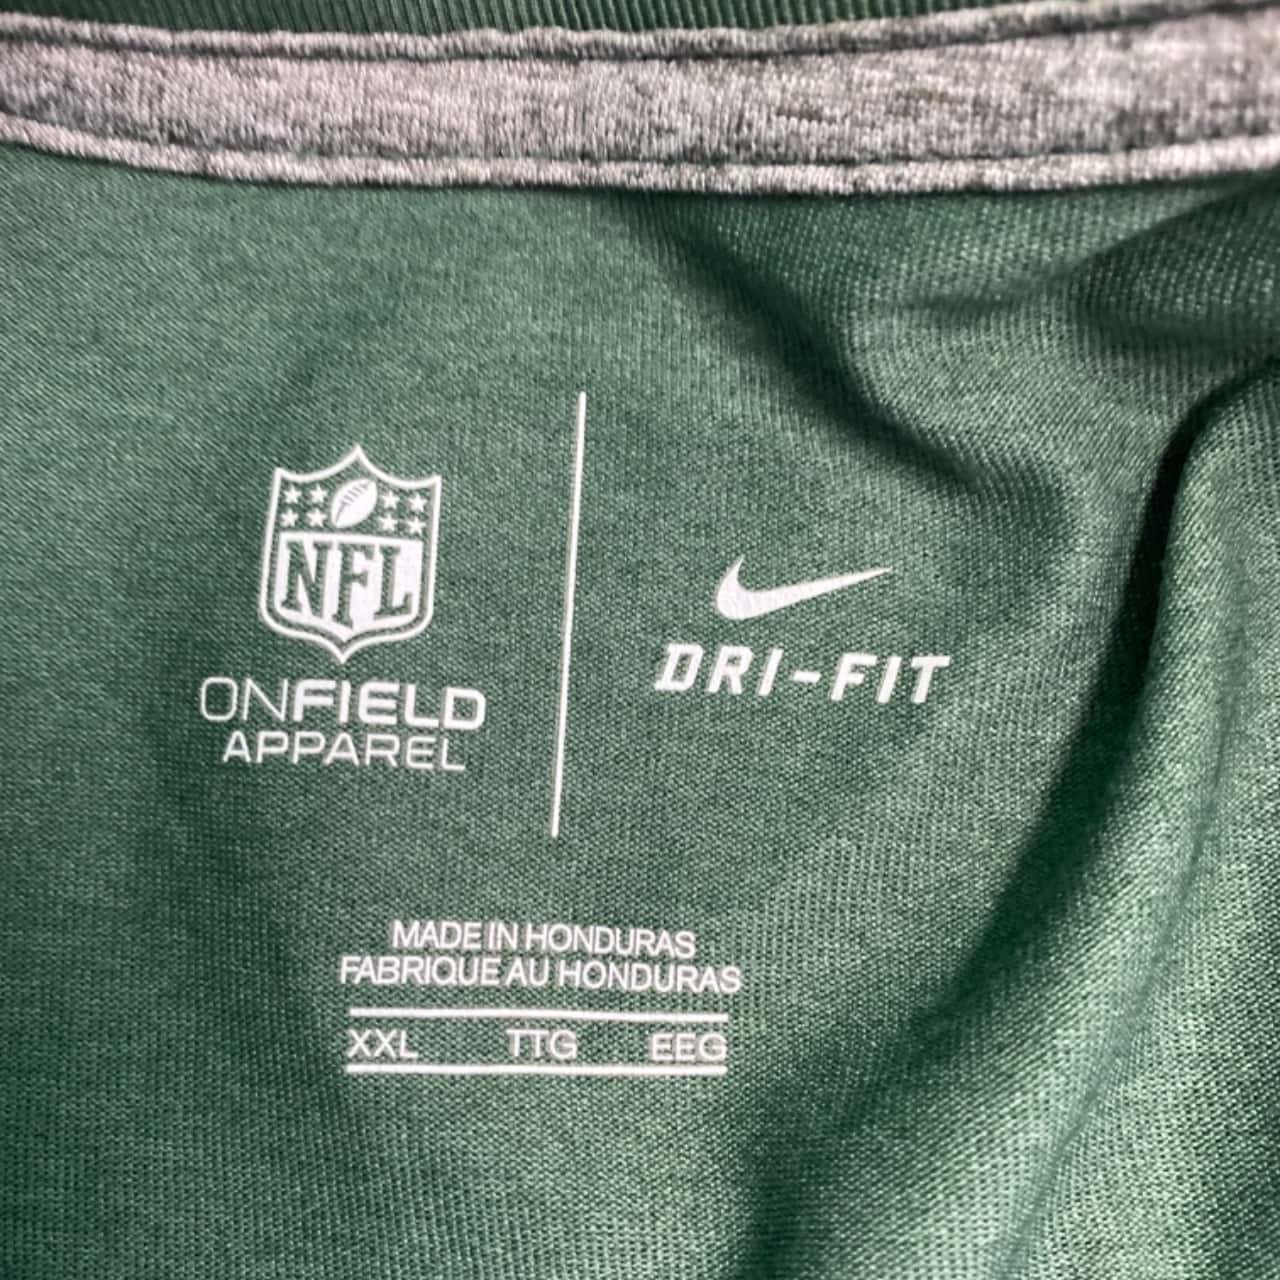 NFL
ONFIELD
APPAREL
DRI-FIT
MADE IN HONDURAS
FABRIQUE AU HONDURAS
XXL TTG EEG